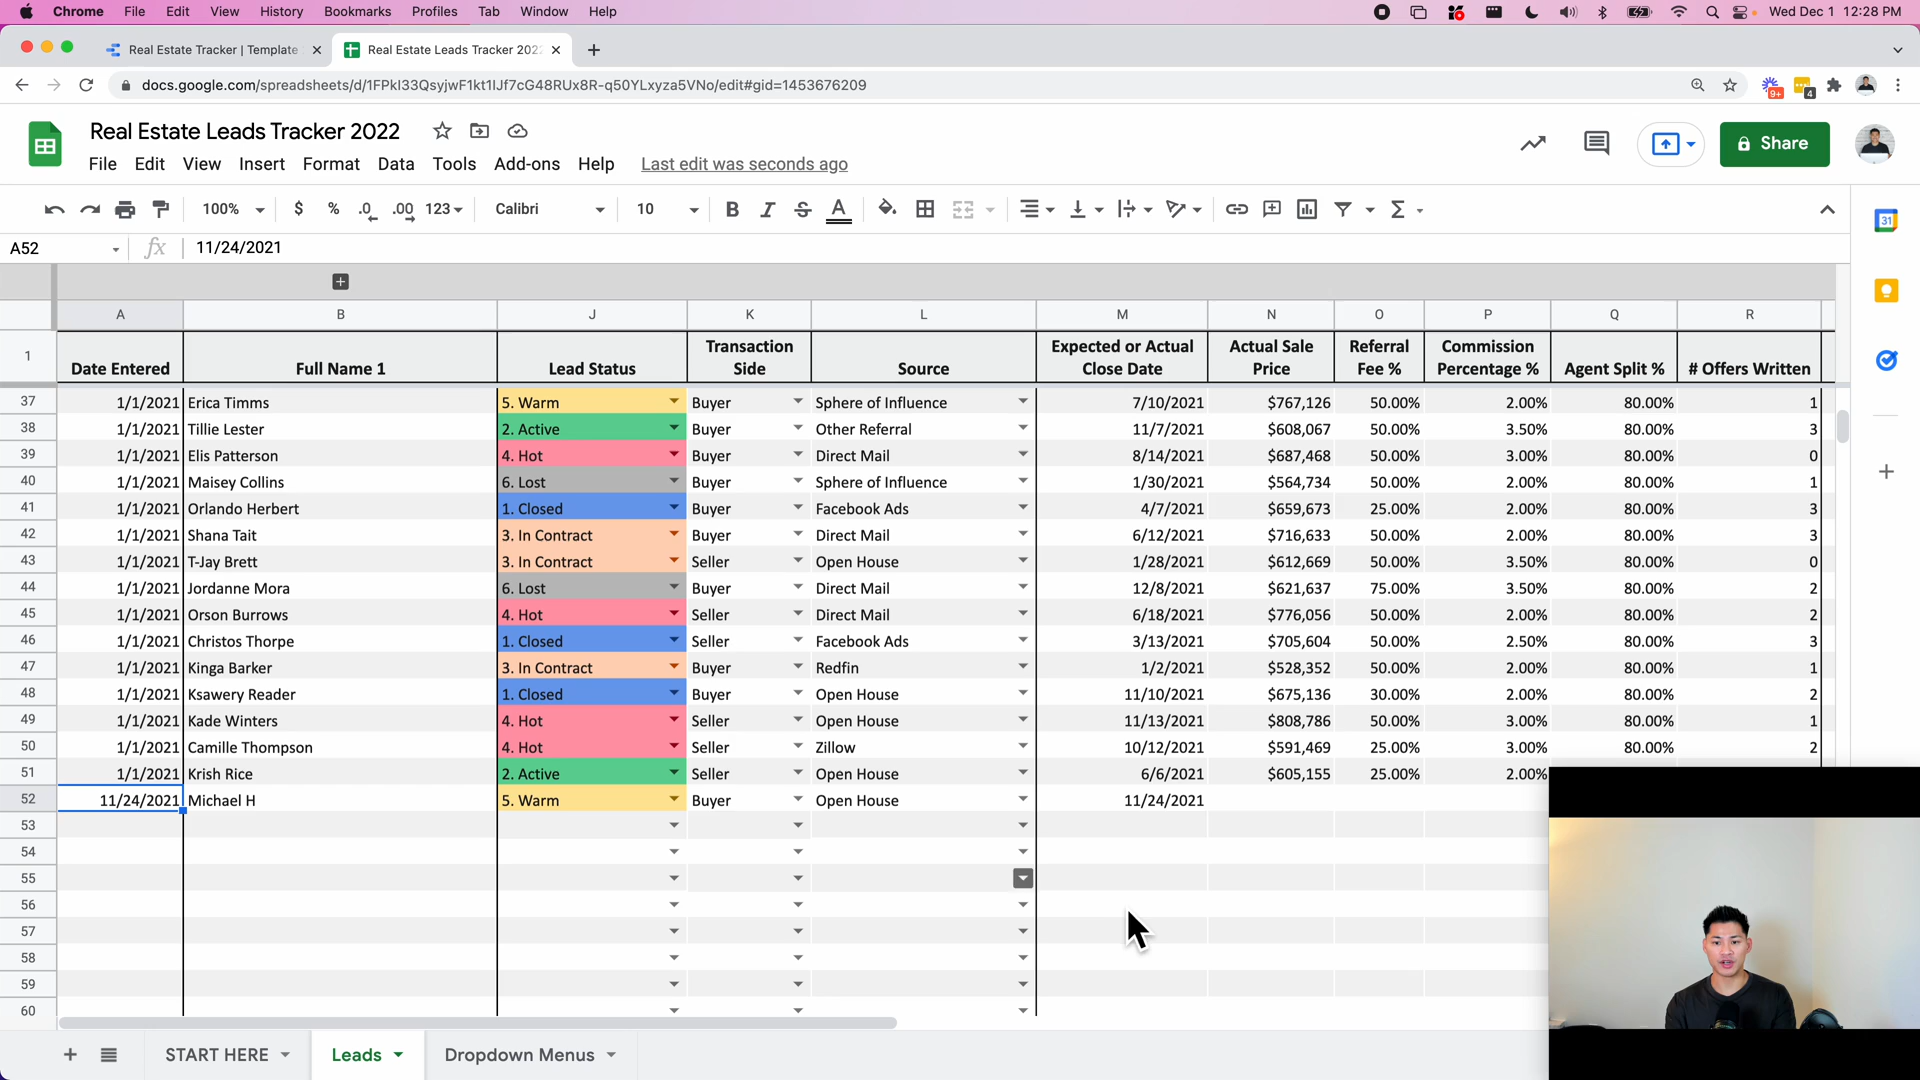 Chrome File Edit View History Bookmarks Profiles Tab Window Help Wed Dec 1 12:28 PM
Real Estate Tracker | Template Real Estate Leads Tracker 2022
docs.google.com/spreadsheets/d/1FPkI33QsyjwF1kt1IJf7cG48RUx8R-q50YLxyza5VNo/edit#gid=1453676209 9+ 4
Real Estate Leads Tracker 2022
File Edit View Insert Format Data Tools Add-ons Help Last edit was seconds ago Share
100% $ % .0 .00 123 Calibri 10 B I S A 31
A52 fx 11/24/2021
A B J K L M N O P Q R
1 Date Entered Full Name 1 Lead Status Transaction Side Source Expected or Actual Close Date Actual Sale Price Referral Fee % Commission Percentage % Agent Split % # Offers Written
37 1/1/2021 Erica Timms 5. Warm Buyer Sphere of Influence 7/10/2021 $767,126 50.00% 2.00% 80.00% 1
38 1/1/2021 Tillie Lester 2. Active Buyer Other Referral 11/7/2021 $608,067 50.00% 3.50% 80.00% 3
39 1/1/2021 Elis Patterson 4. Hot Buyer Direct Mail 8/14/2021 $687,468 50.00% 3.00% 80.00% 0
40 1/1/2021 Maisey Collins 6. Lost Buyer Sphere of Influence 1/30/2021 $564,734 50.00% 2.00% 80.00% 1
41 1/1/2021 Orlando Herbert 1. Closed Buyer Facebook Ads 4/7/2021 $659,673 25.00% 2.00% 80.00% 3
42 1/1/2021 Shana Tait 3. In Contract Buyer Direct Mail 6/12/2021 $716,633 50.00% 2.00% 80.00% 3
43 1/1/2021 T-Jay Brett 3. In Contract Seller Open House 1/28/2021 $612,669 50.00% 3.50% 80.00% 0
44 1/1/2021 Jordanne Mora 6. Lost Buyer Direct Mail 12/8/2021 $621,637 75.00% 3.50% 80.00% 2
45 1/1/2021 Orson Burrows 4. Hot Seller Direct Mail 6/18/2021 $776,056 50.00% 2.00% 80.00% 2
46 1/1/2021 Christos Thorpe 1. Closed Seller Facebook Ads 3/13/2021 $705,604 50.00% 2.50% 80.00% 3
47 1/1/2021 Kinga Barker 3. In Contract Buyer Redfin 1/2/2021 $528,352 50.00% 2.00% 80.00% 1
48 1/1/2021 Ksawery Reader 1. Closed Buyer Open House 11/10/2021 $675,136 30.00% 2.00% 80.00% 2
49 1/1/2021 Kade Winters 4. Hot Seller Open House 11/13/2021 $808,786 50.00% 3.00% 80.00% 1
50 1/1/2021 Camille Thompson 4. Hot Seller Zillow 10/12/2021 $591,469 25.00% 3.00% 80.00% 2
51 1/1/2021 Krish Rice 2. Active Seller Open House 6/6/2021 $605,155 25.00% 2.00%
52 11/24/2021 Michael H 5. Warm Buyer Open House 11/24/2021
53
54
55
56
57
58
59
60
START HERE Leads Dropdown Menus